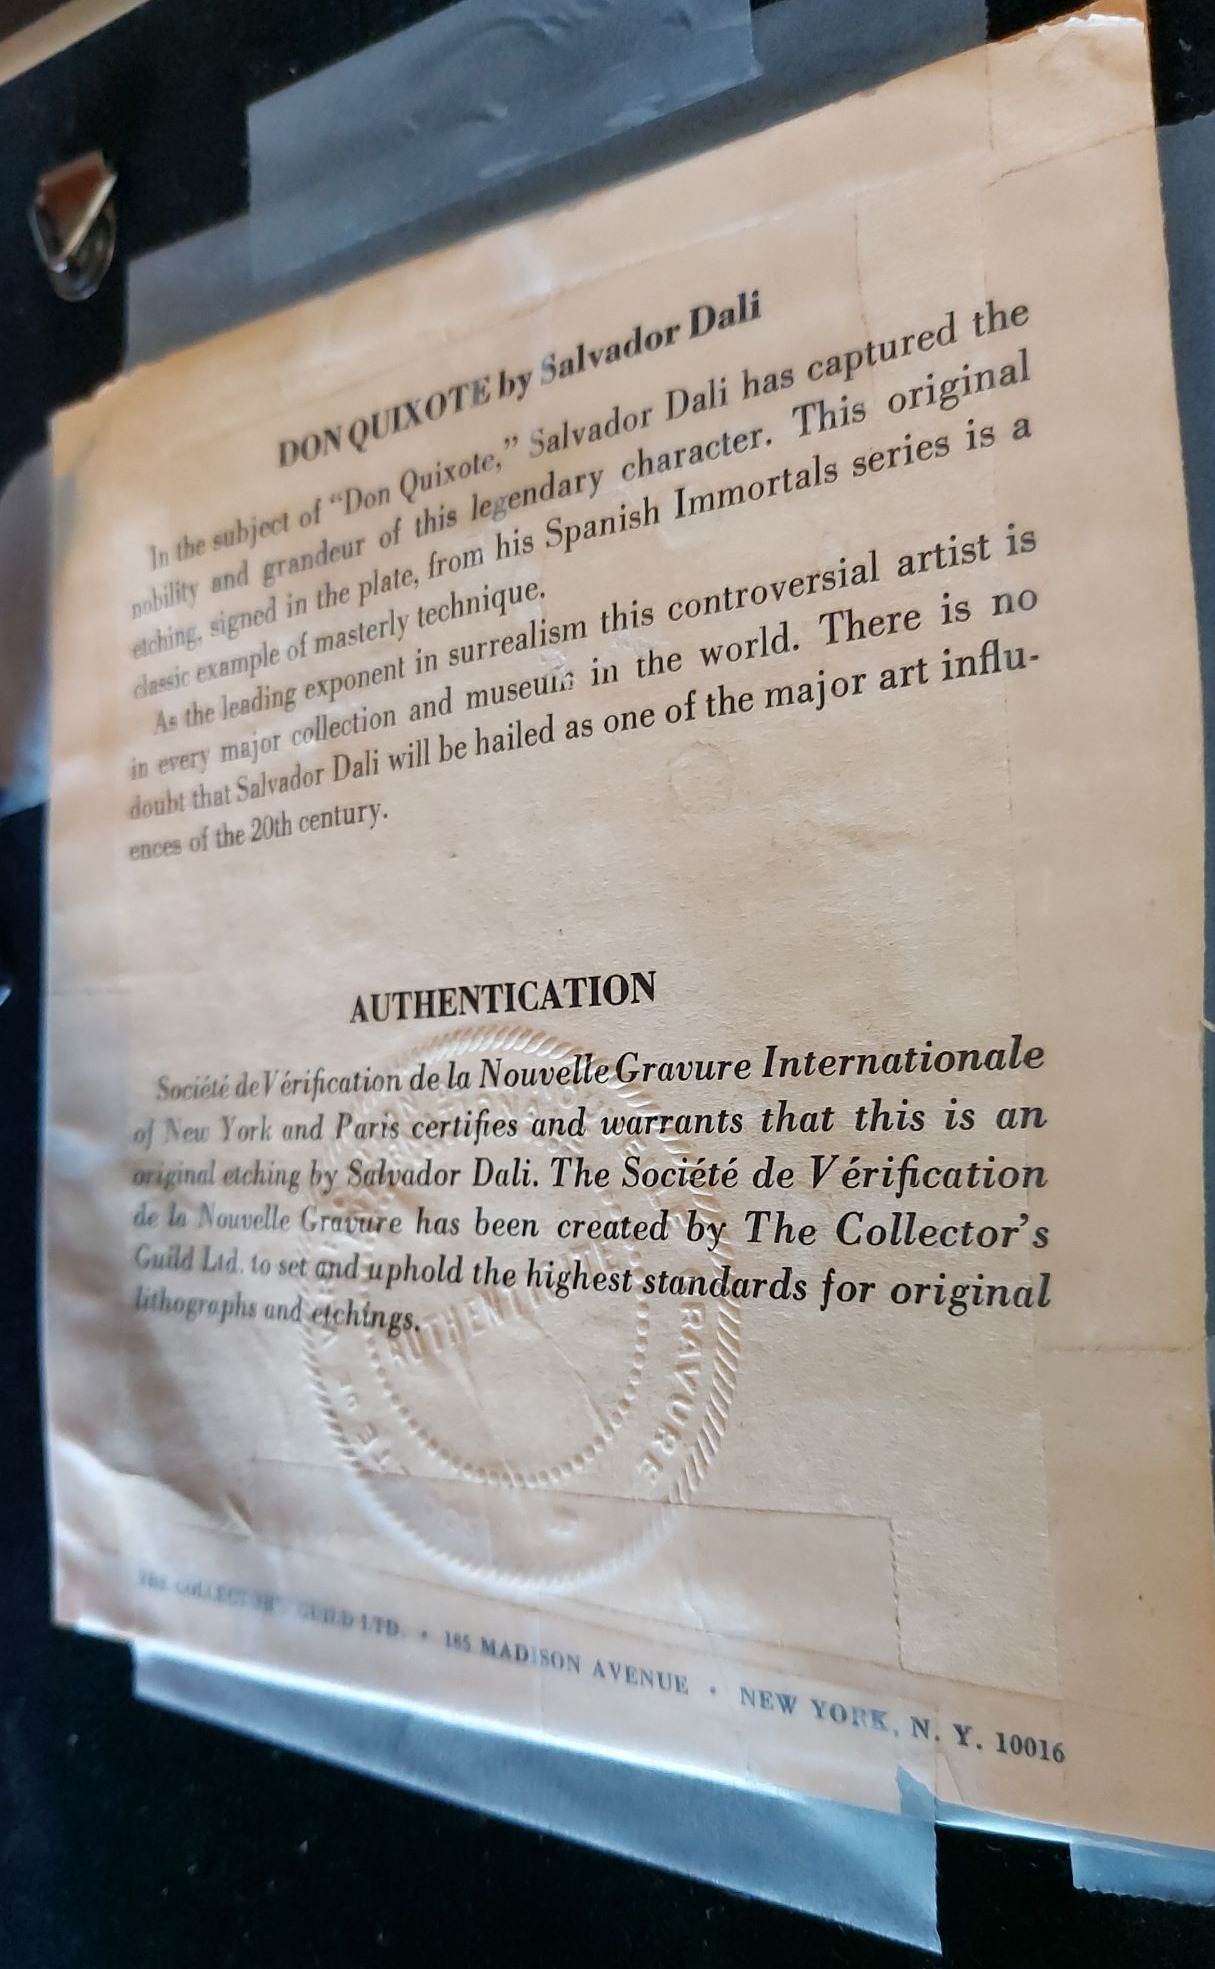 DON QUIXOTE by Salvador Dali
In the subject of “Don Quixote,” Salvador Dali has captured the
nobility and grandeur of this legendary character. This original
etching, signed in the plate, from his Spanish Immortals series is a
classic example of masterly technique.
As the leading exponent in surrealism this controversial artist is
in every major collection and museum in the world. There is no
doubt that Salvador Dali will be hailed as one of the major art influ-
ences of the 20th century.
AUTHENTICATION
Société de Vérification de la Nouvelle Gravure Internationale
of New York and Paris certifies and warrants that this is an
original etching by Salvador Dali. The Société de Vérification
de la Nouvelle Gravure has been created by The Collector’s
Guild Ltd. to set and uphold the highest standards for original
lithographs and etchings.
GRAVURE
THE COLLECTORS' GUILD LTD. • 185 MADISON AVENUE • NEW YORK, N. Y. 10016